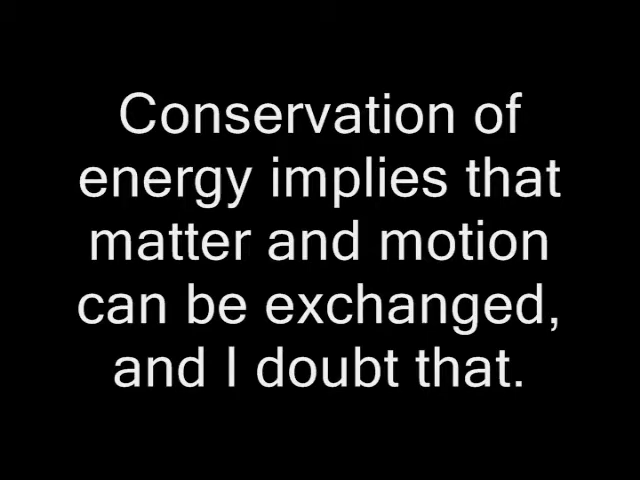 Conservation of
energy implies that
matter and motion
can be exchanged,
and I doubt that.